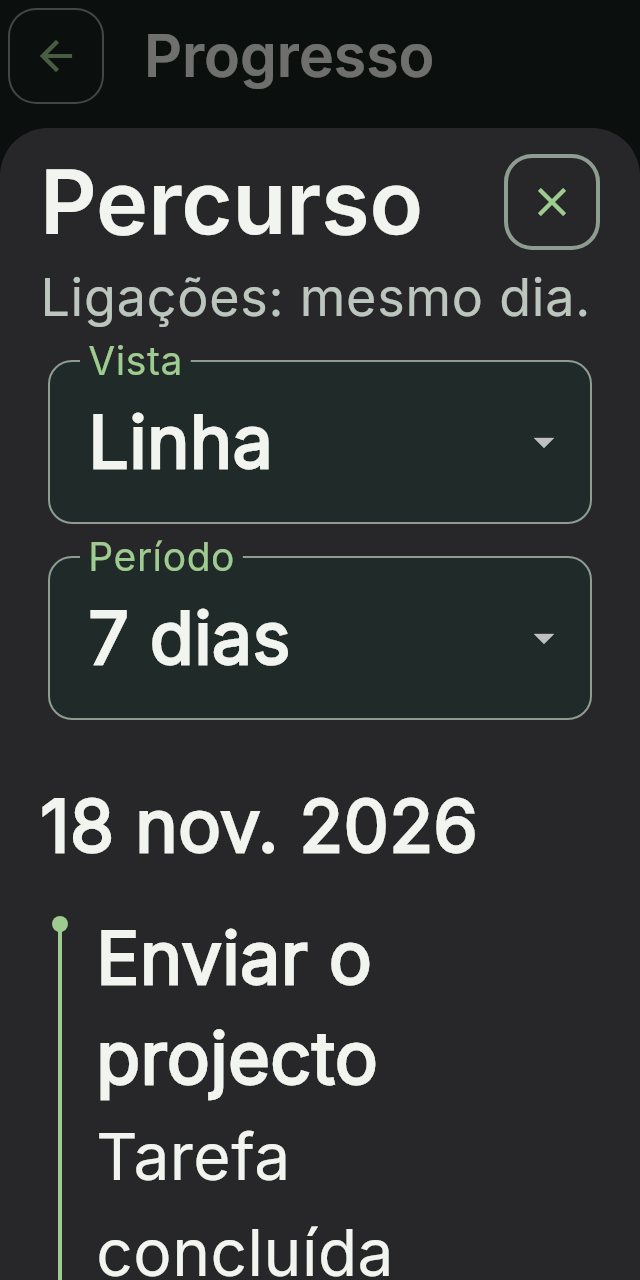 Progresso
Percurso
Ligações: mesmo dia.
Vista
Linha
Período
7 dias
18 nov. 2026
Enviar o
projecto
Tarefa
concluída